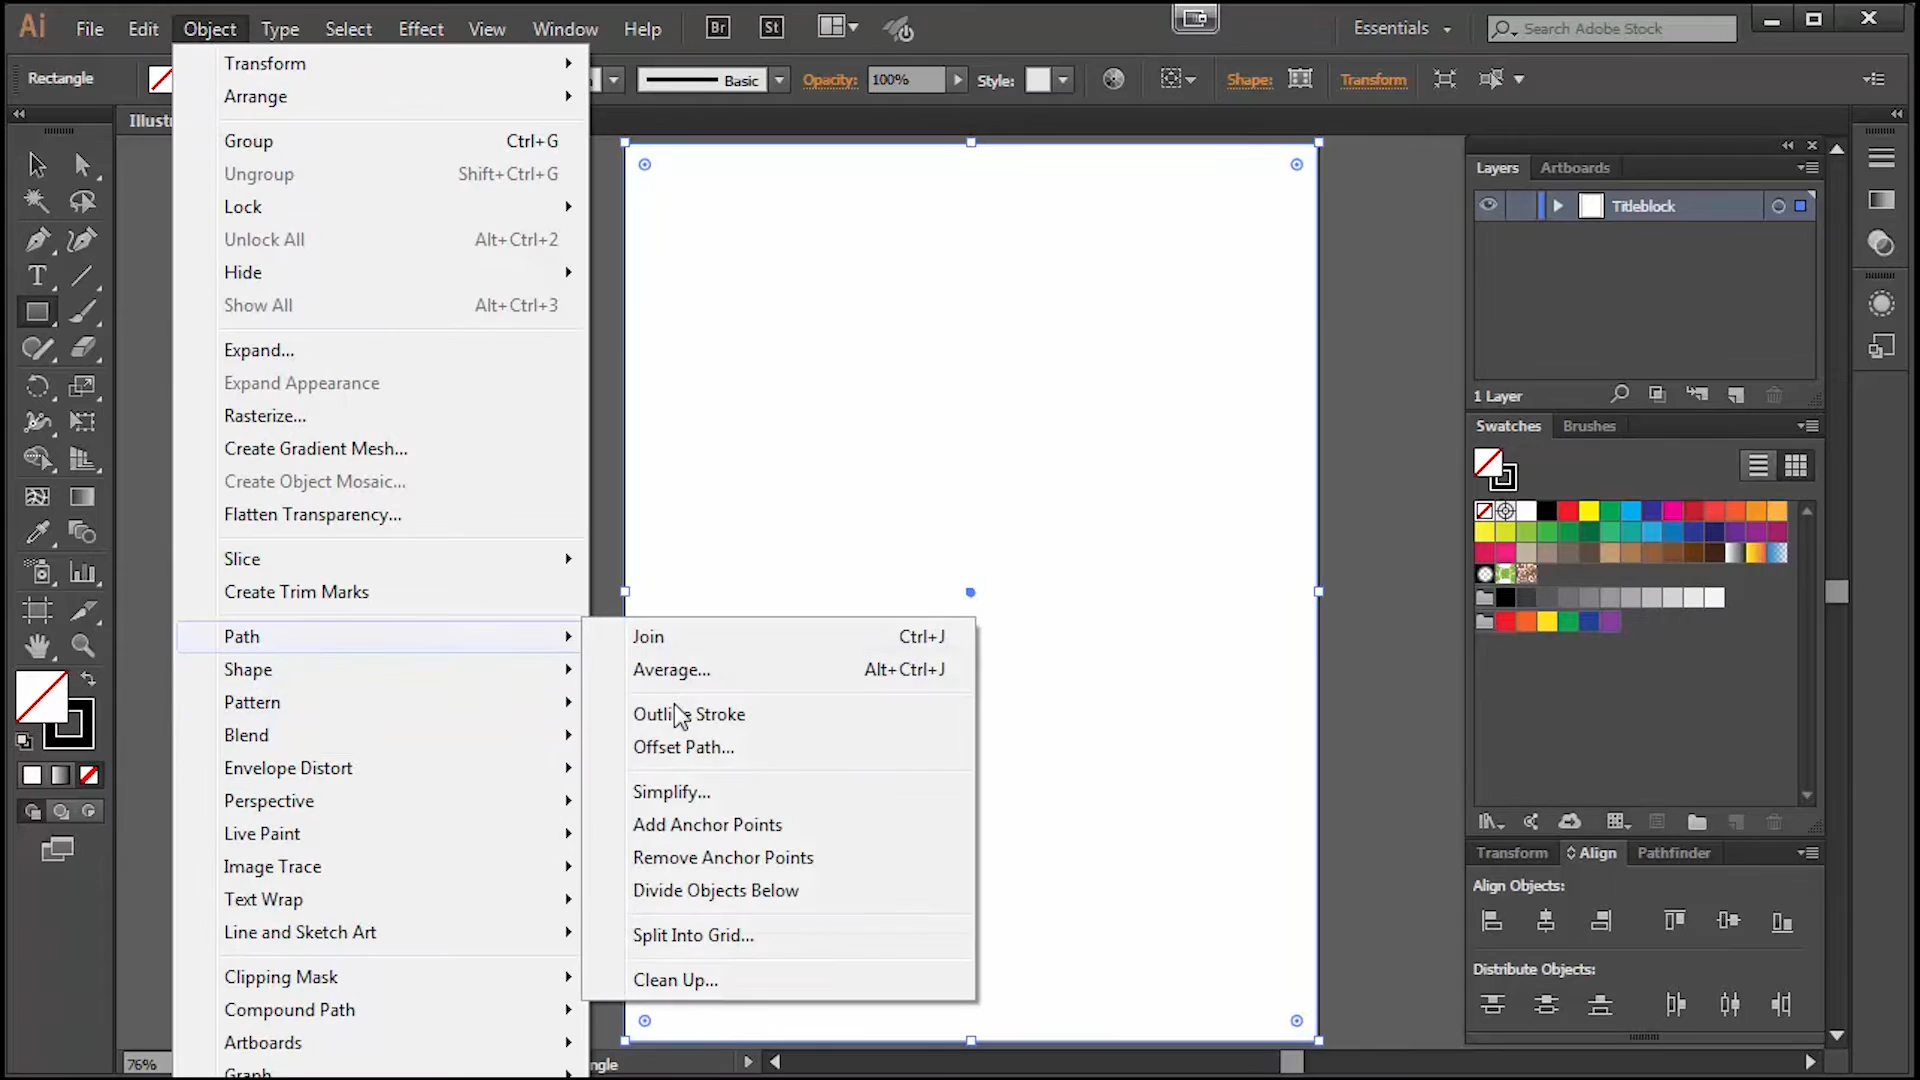 Ai File Edit Object Type Select Effect View Window Help Br St Essentials Search Adobe Stock
Rectangle Basic Opacity: 100% Style: Shape: Transform
Illustr
Transform
Arrange
Group Ctrl+G
Ungroup Shift+Ctrl+G
Lock
Unlock All Alt+Ctrl+2
Hide
Show All Alt+Ctrl+3
Expand...
Expand Appearance
Rasterize...
Create Gradient Mesh...
Create Object Mosaic...
Flatten Transparency...
Slice
Create Trim Marks
Path
Shape
Pattern
Blend
Envelope Distort
Perspective
Live Paint
Image Trace
Text Wrap
Line and Sketch Art
Clipping Mask
Compound Path
Artboards
Graph
Join Ctrl+J
Average... Alt+Ctrl+J
Outline Stroke
Offset Path...
Simplify...
Add Anchor Points
Remove Anchor Points
Divide Objects Below
Split Into Grid...
Clean Up...
Layers Artboards
Titleblock
1 Layer
Swatches Brushes
Transform Align Pathfinder
Align Objects:
Distribute Objects:
76% ngle